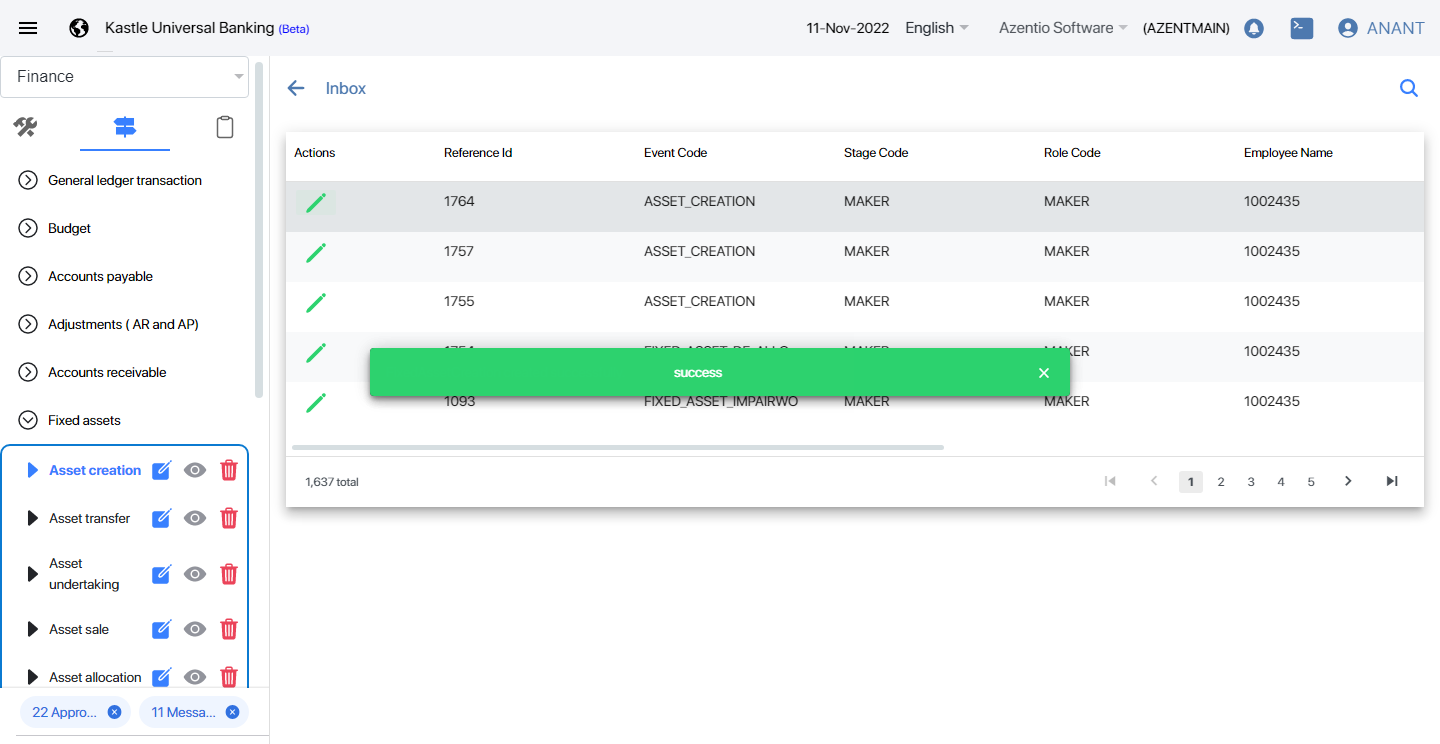 Kastle Universal Banking (Beta)
11-Nov-2022 English Azentio Software (AZENTMAIN) ANANT
Finance
Inbox
General ledger transaction
Budget
Accounts payable
Adjustments ( AR and AP)
Accounts receivable
Fixed assets
Asset creation
Asset transfer
Asset
undertaking
Asset sale
Asset allocation
22 Appro... 11 Messa...
Actions Reference Id Event Code Stage Code Role Code Employee Name
1764 ASSET_CREATION MAKER MAKER 1002435
1757 ASSET_CREATION MAKER MAKER 1002435
1755 ASSET_CREATION MAKER MAKER 1002435
MAKER 1002435
success
1093 FIXED_ASSET_IMPAIRWO MAKER MAKER 1002435
1,637 total 1 2 3 4 5